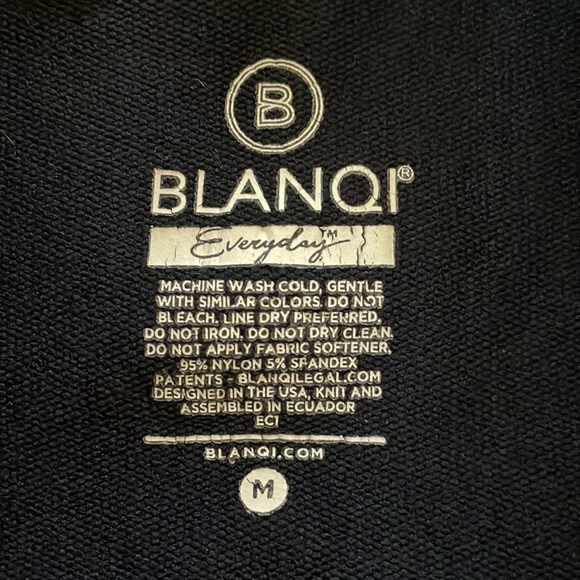 B
BLANQI®
Everyday™
MACHINE WASH COLD, GENTLE
WITH SIMILAR COLORS. DO NOT
BLEACH. LINE DRY PREFERRED.
DO NOT IRON. DO NOT DRY CLEAN.
DO NOT APPLY FABRIC SOFTENER.
95% NYLON 5% SPANDEX
PATENTS - BLANQILEGAL.COM
DESIGNED IN THE USA, KNIT AND
ASSEMBLED IN ECUADOR
EC1
BLANQI.COM
M